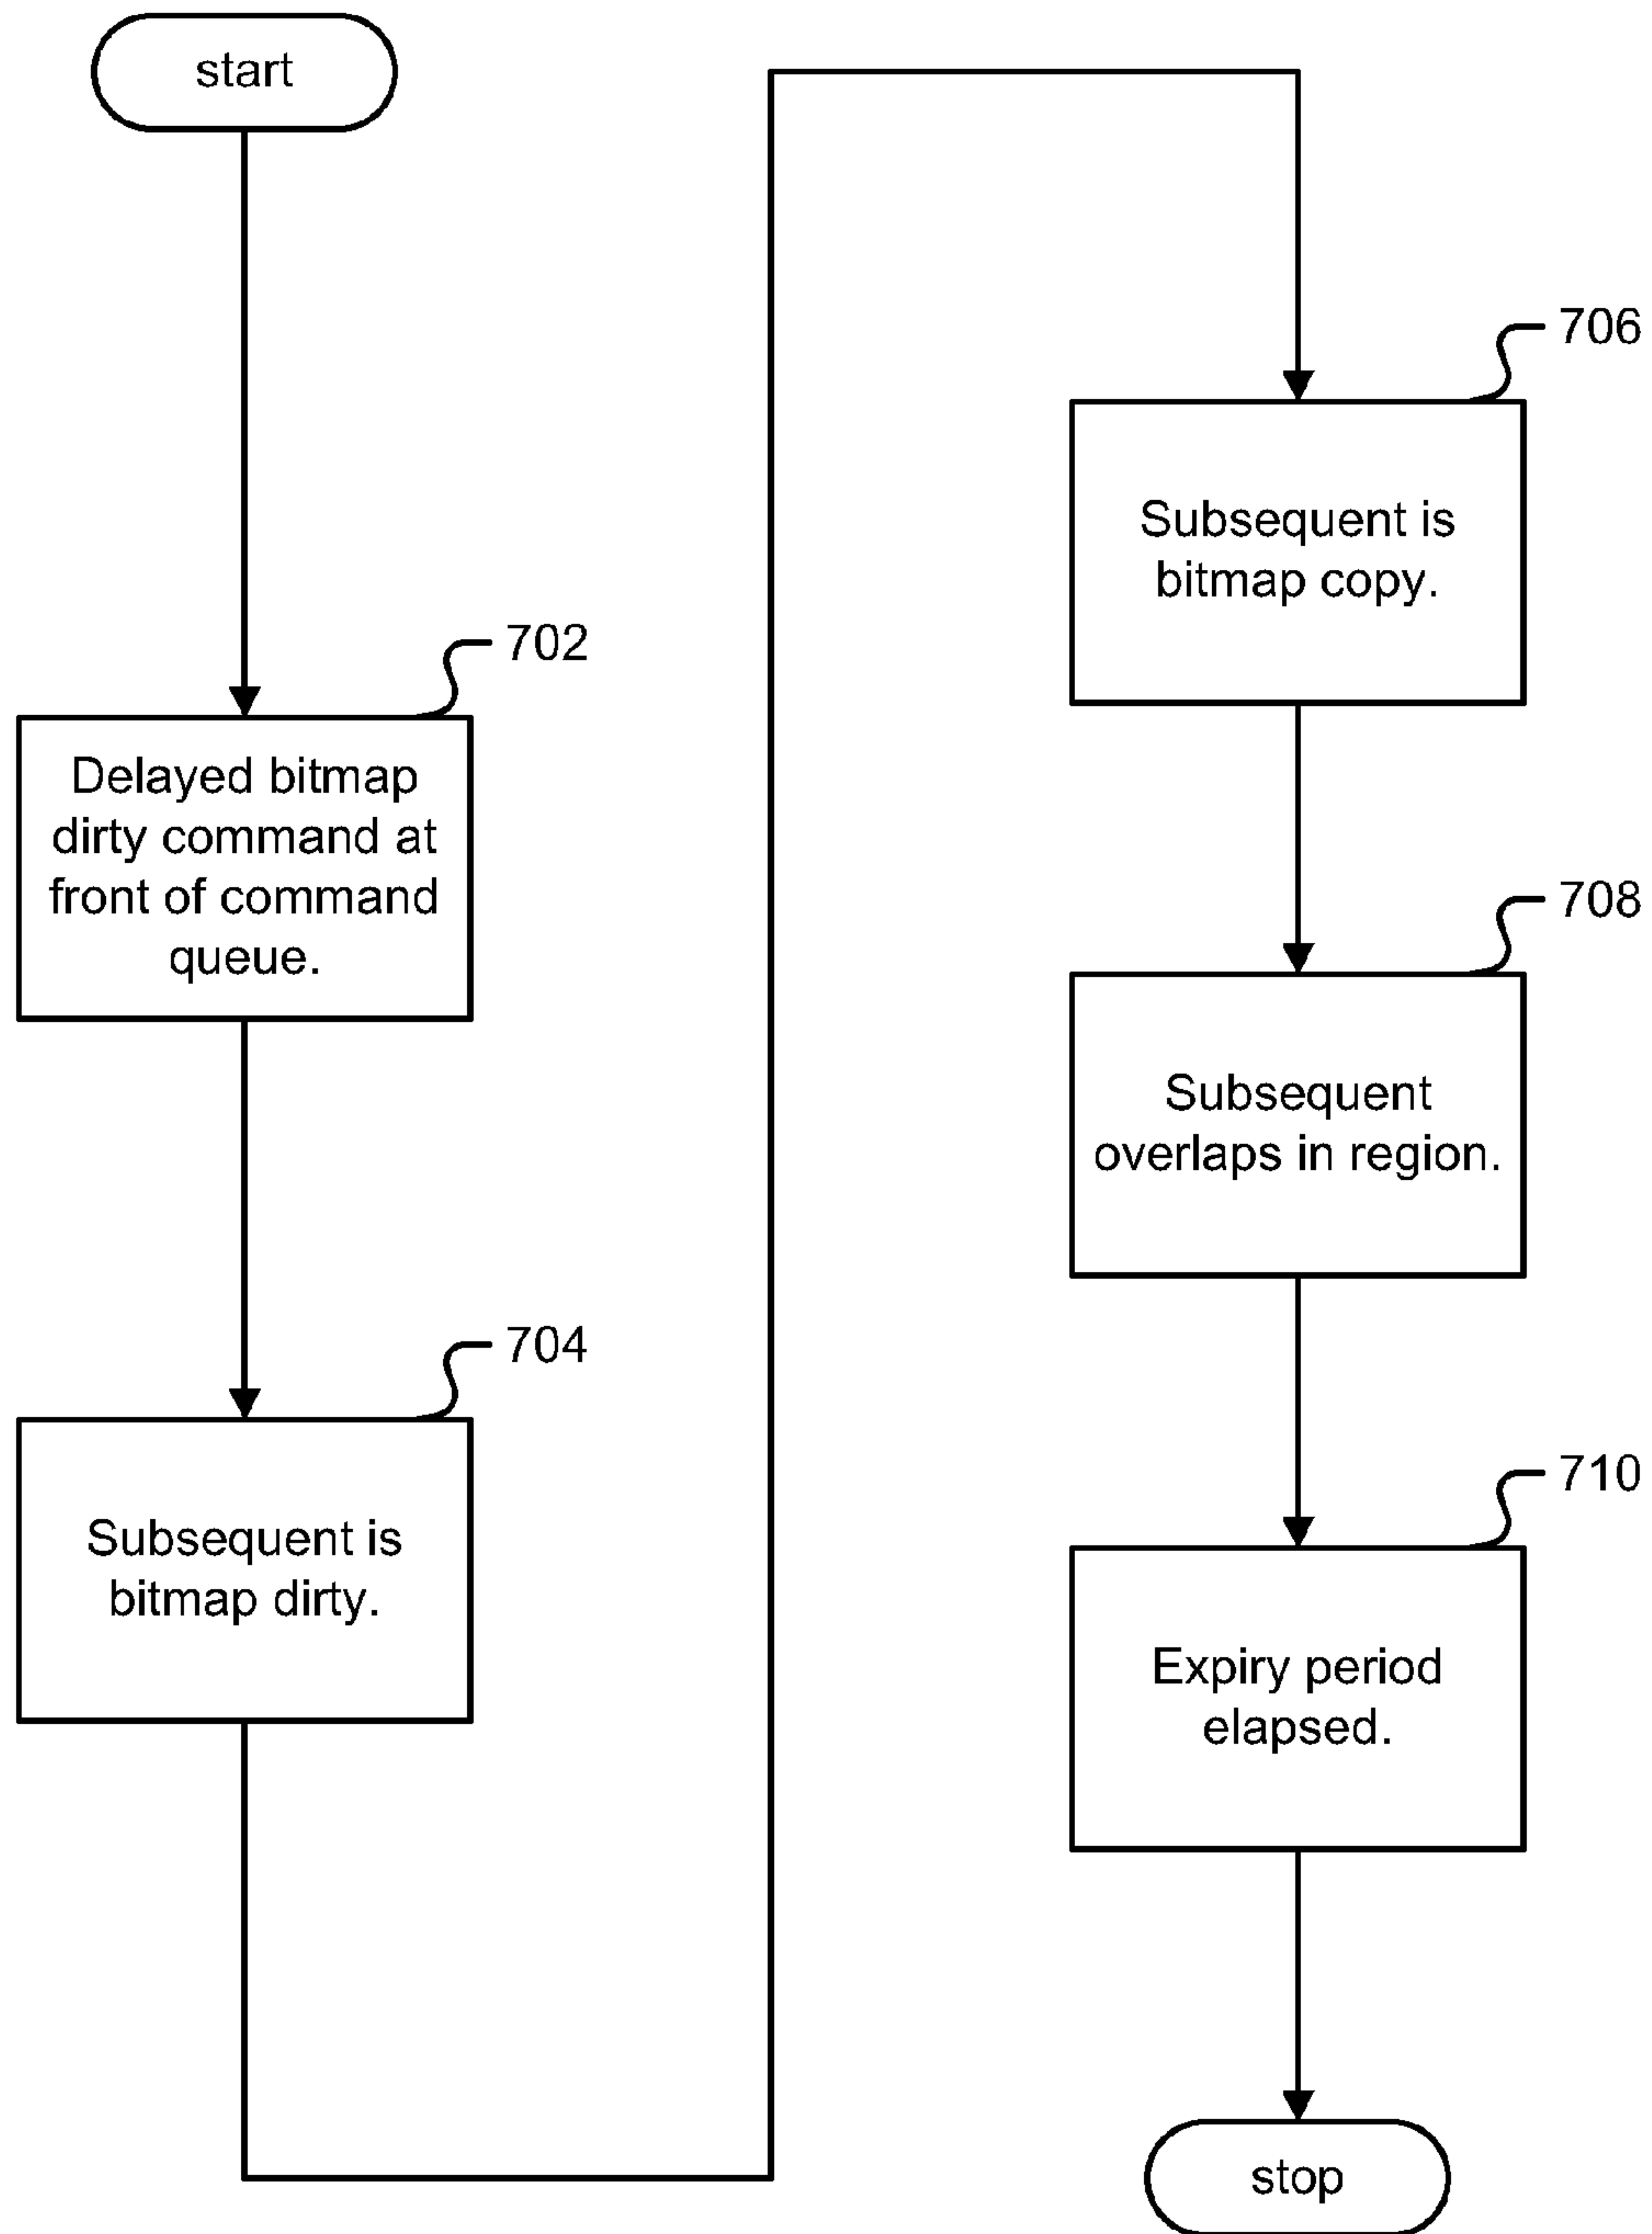 start
702
Delayed bitmap
dirty command at
front of command
queue.
704
Subsequent is
bitmap dirty.
706
Subsequent is
bitmap copy.
708
Subsequent
overlaps in region.
710
Expiry period
elapsed.
stop